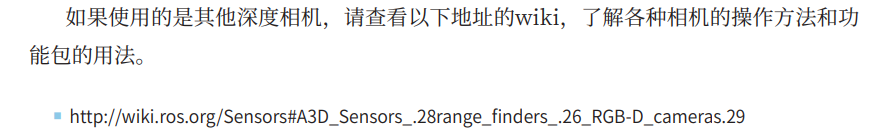 如果使用的是其他深度相机，请查看以下地址的wiki，了解各种相机的操作方法和功
能包的用法。
http://wiki.ros.org/Sensors#A3D_Sensors_.28range_finders_.26_RGB-D_cameras.29